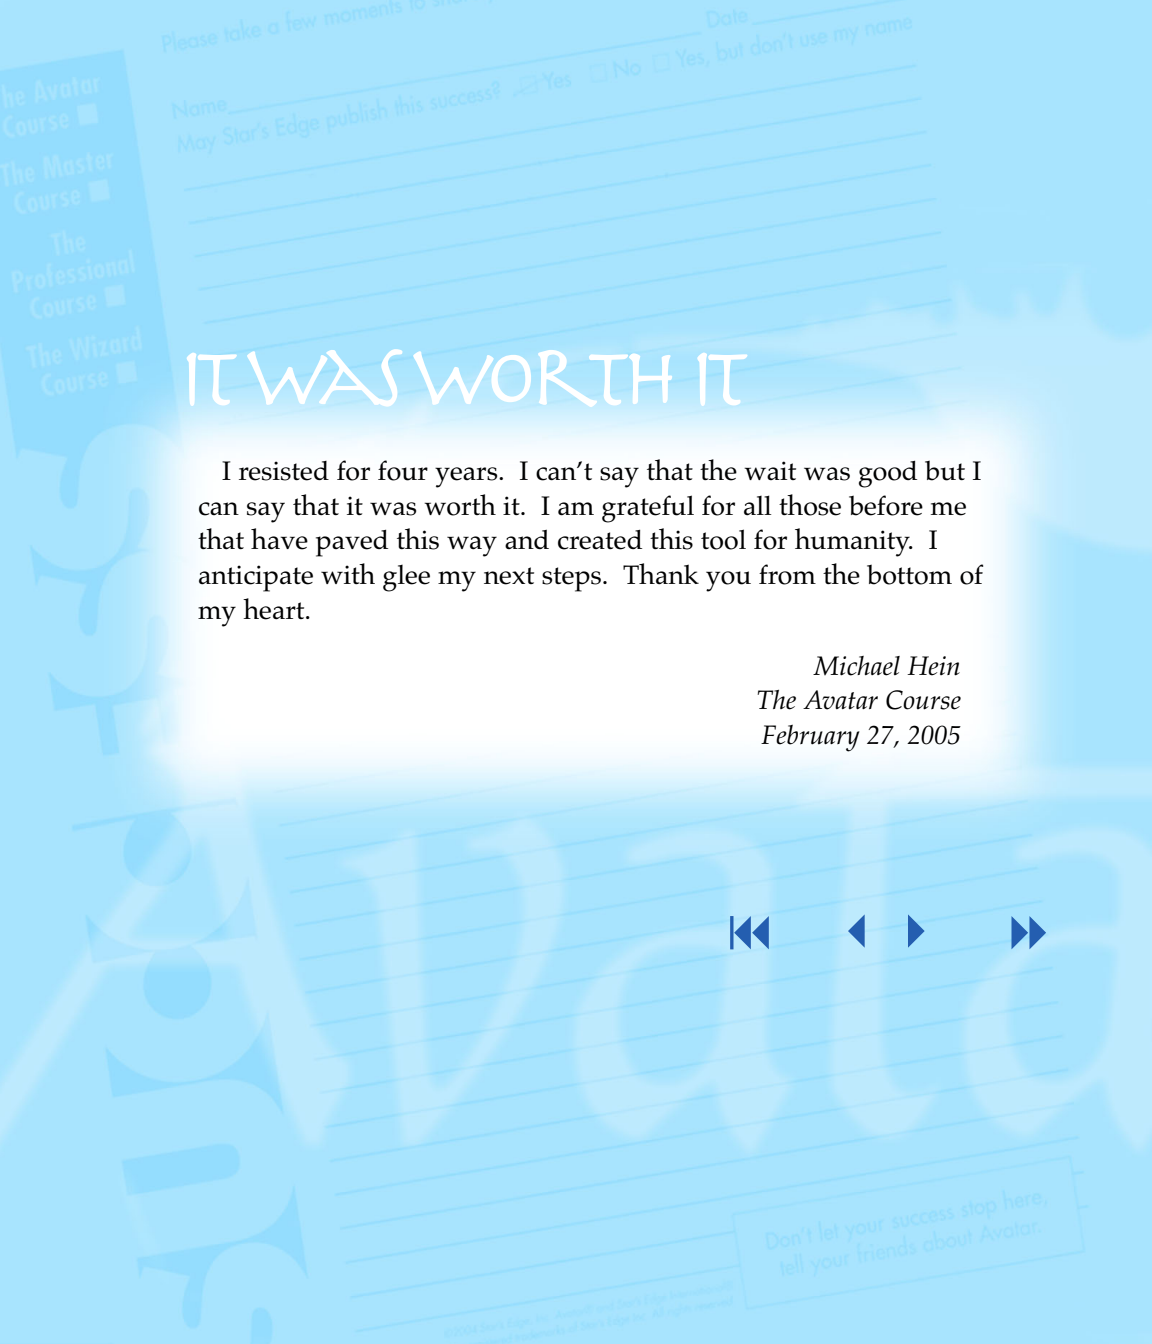 Please take a few moments to
Date
Name
May Star's Edge publish this success? Yes No Yes, but don't use my name
The Avatar
Course
The Master
Course
The
Professional
Course
The Wizard
Course
IT WAS WORTH IT
I resisted for four years. I can't say that the wait was good but I
can say that it was worth it. I am grateful for all those before me
that have paved this way and created this tool for humanity. I
anticipate with glee my next steps. Thank you from the bottom of
my heart.
Michael Hein
The Avatar Course
February 27, 2005
Avata
Don't let your success stop here,
tell your friends about Avatar.